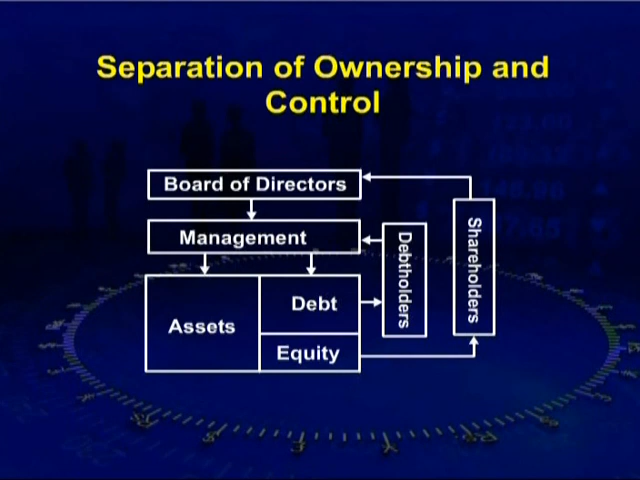 Separation of Ownership and
Control
Board of Directors
Management
Debtholders
Shareholders
Assets
Debt
Equity